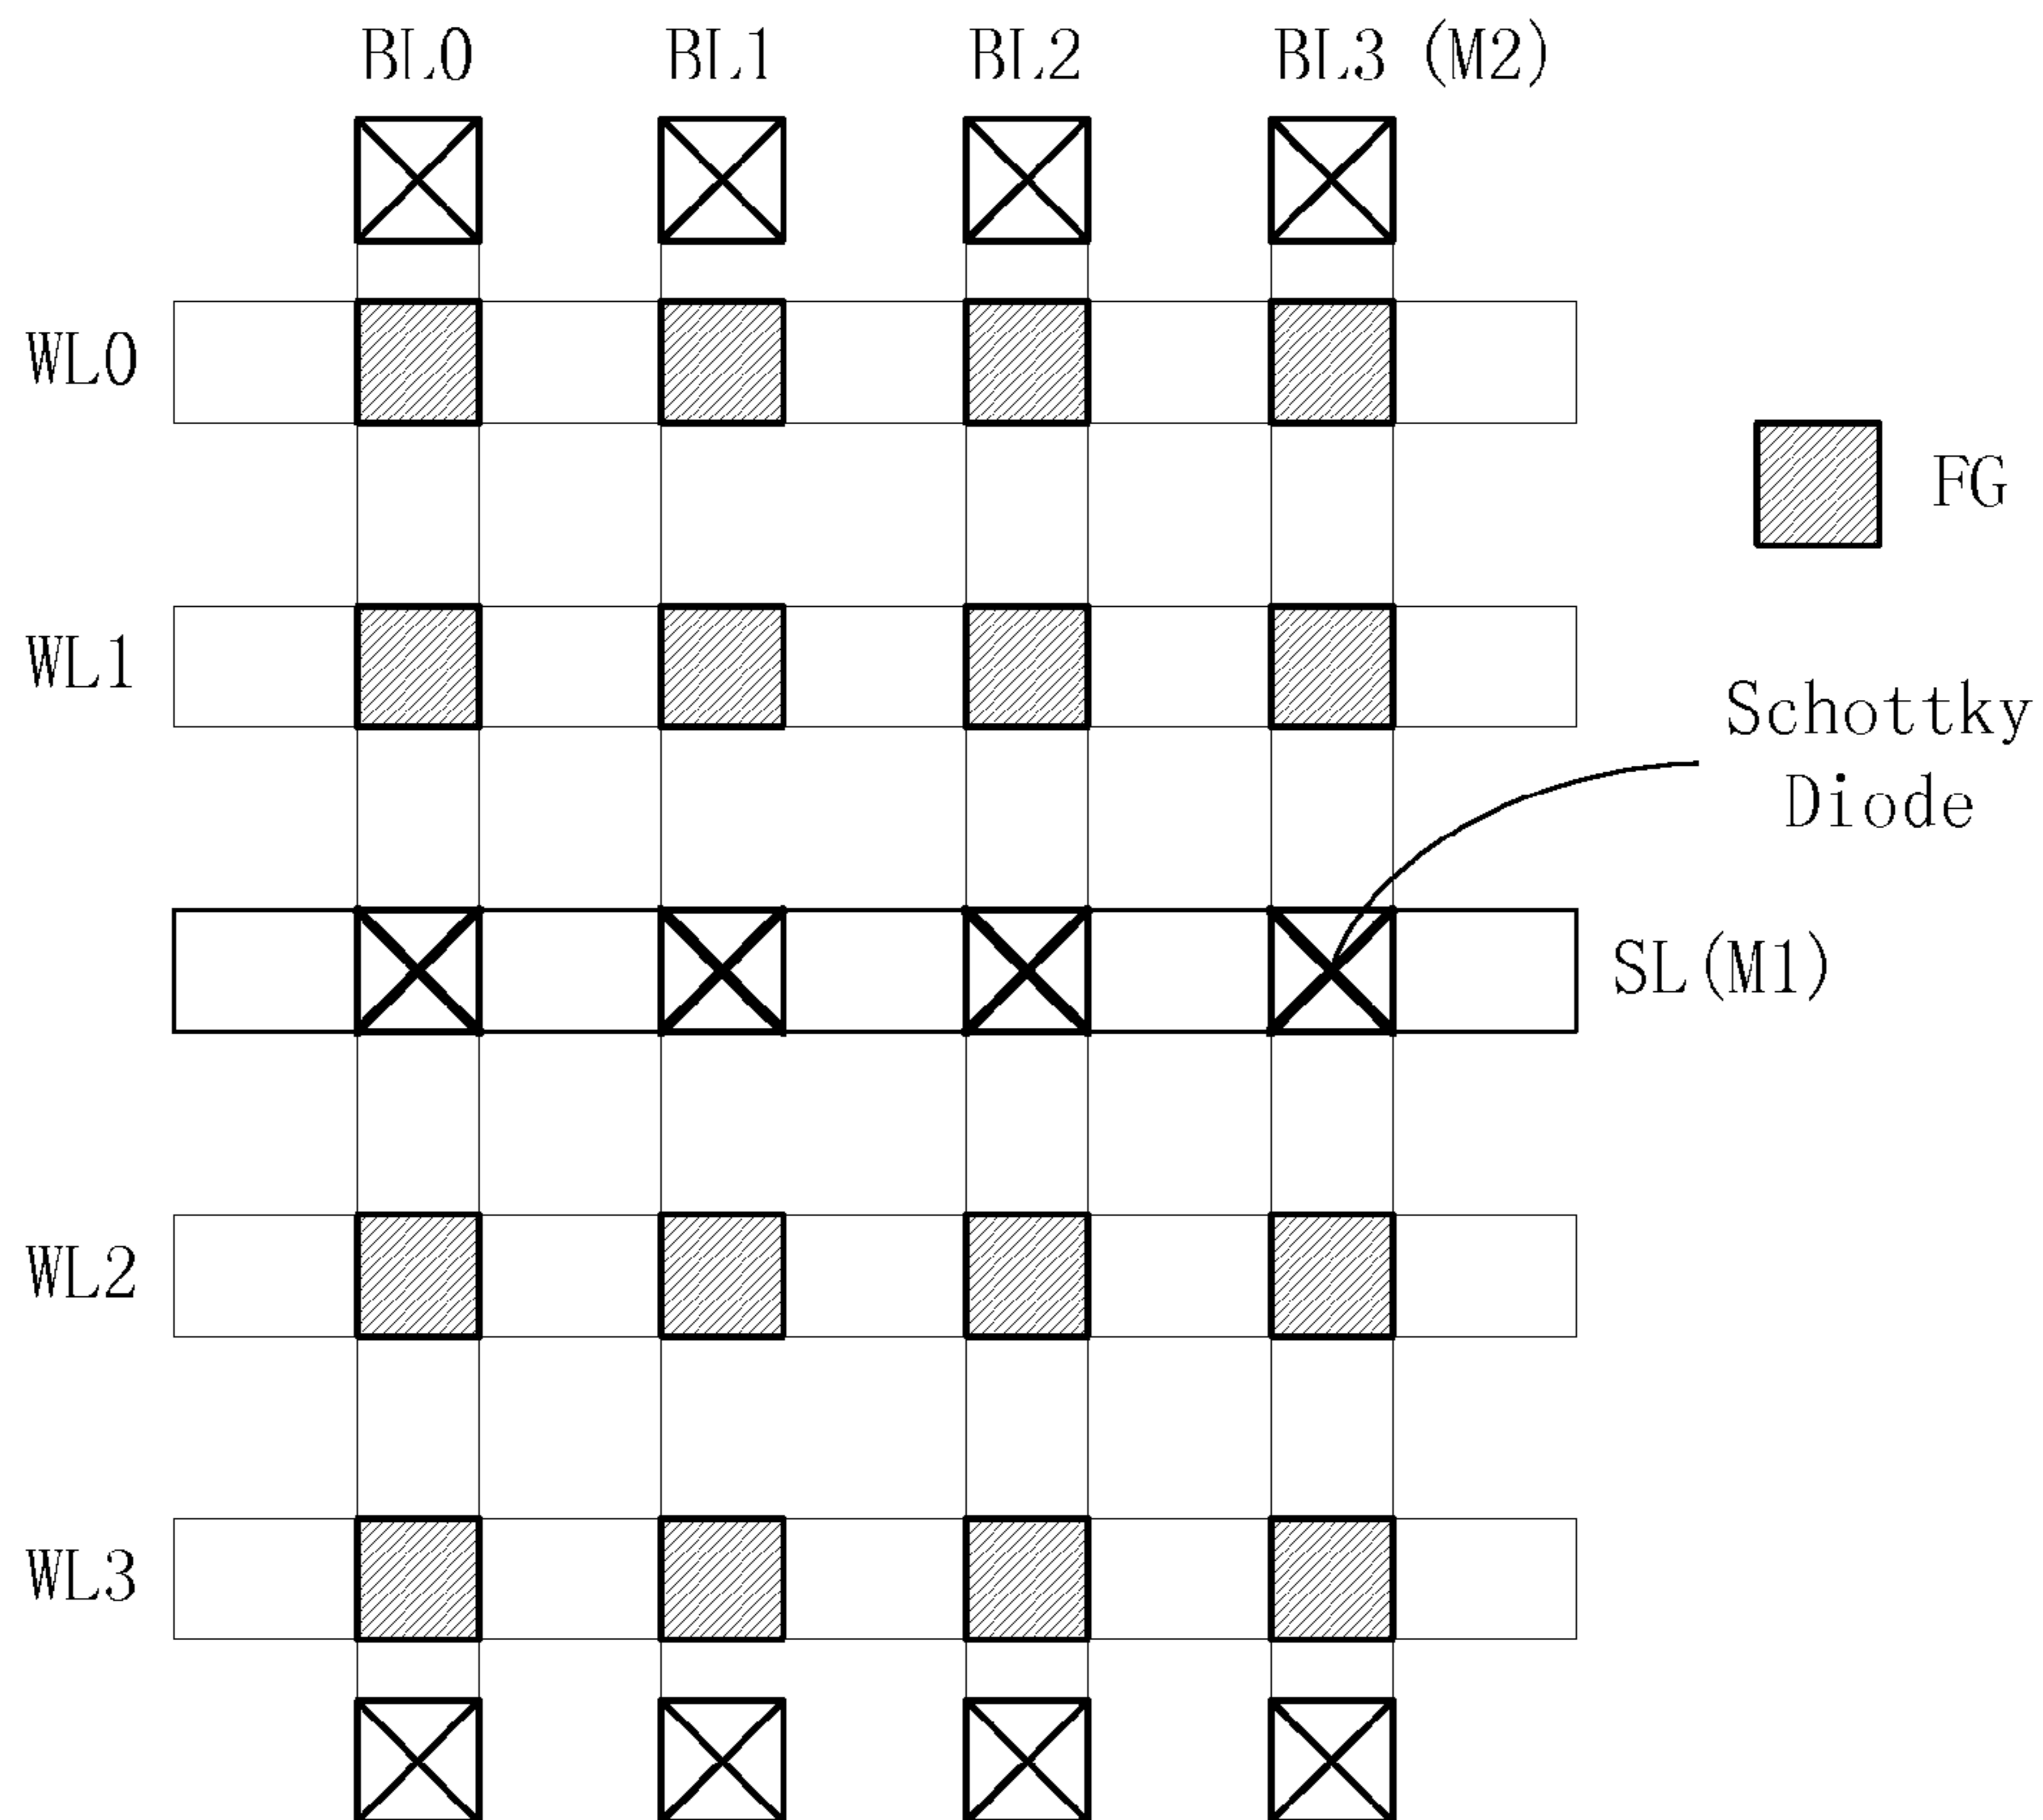 BL0 BL1 BL2 BL3 (M2)
WL0
FG
WL1
Schottky
Diode
SL(M1)
WL2
WL3